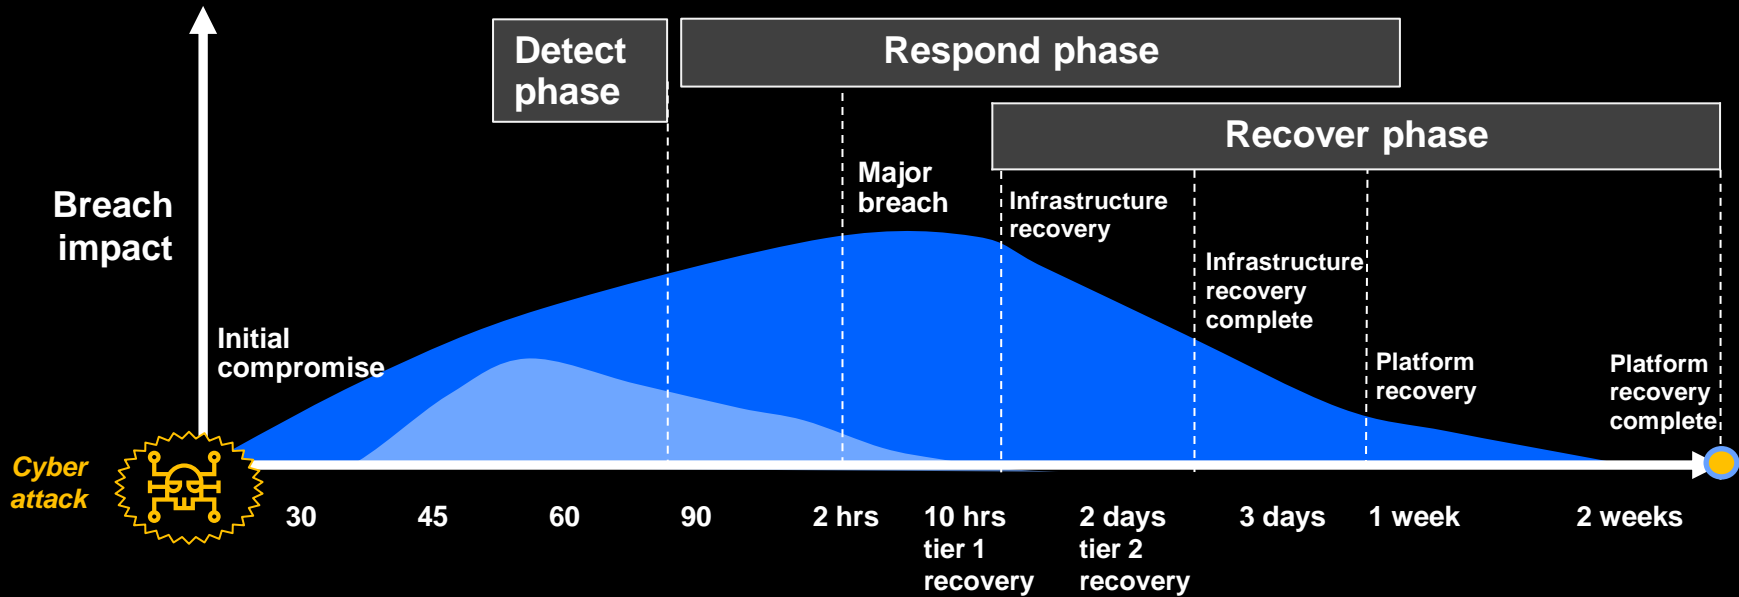 Detect
phase
Respond phase
Recover phase
Breach
impact
Major
breach
Infrastructure
recovery
Infrastructure
recovery
complete
Initial
compromise
Platform
recovery
Platform
recovery
complete
Cyber
attack
30
45
60
90
2 hrs
10 hrs
tier 1
recovery
2 days
tier 2
recovery
3 days
1 week
2 weeks